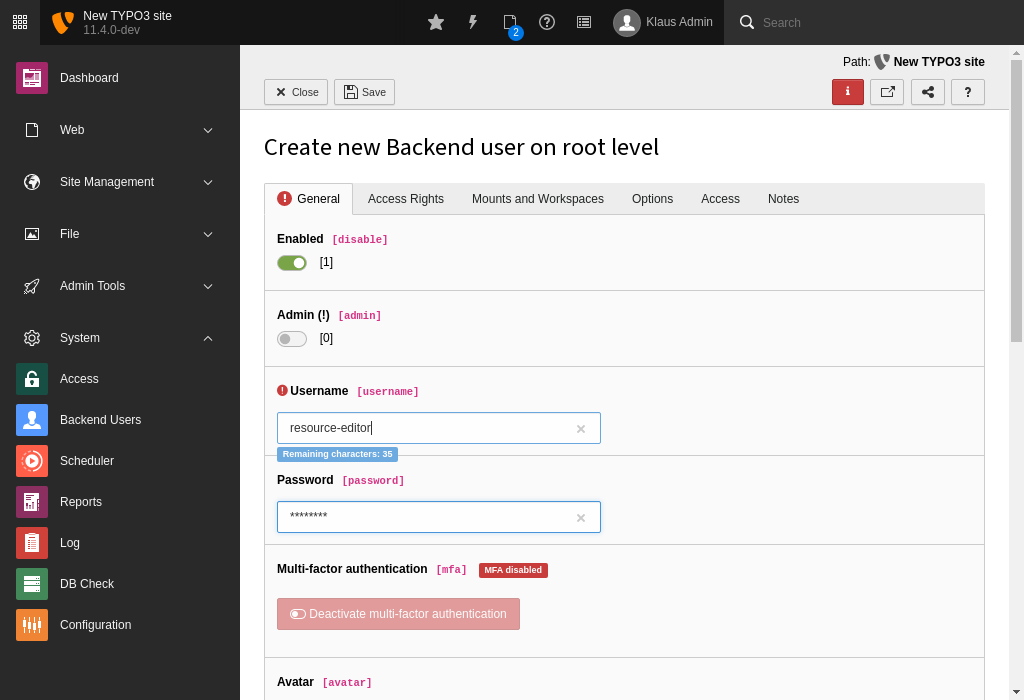 New TYPO3 site
11.4.0-dev
2
Klaus Admin
Search
Dashboard
Web
Site Management
File
Admin Tools
System
Access
Backend Users
Scheduler
Reports
Log
DB Check
Configuration
Path: New TYPO3 site
Close
Save
i
?
Create new Backend user on root level
General
Access Rights
Mounts and Workspaces
Options
Access
Notes
Enabled [disable]
[1]
Admin (!) [admin]
[0]
Username [username]
resource-editor
Remaining characters: 35
Password [password]
********
Multi-factor authentication [mfa] MFA disabled
Deactivate multi-factor authentication
Avatar [avatar]